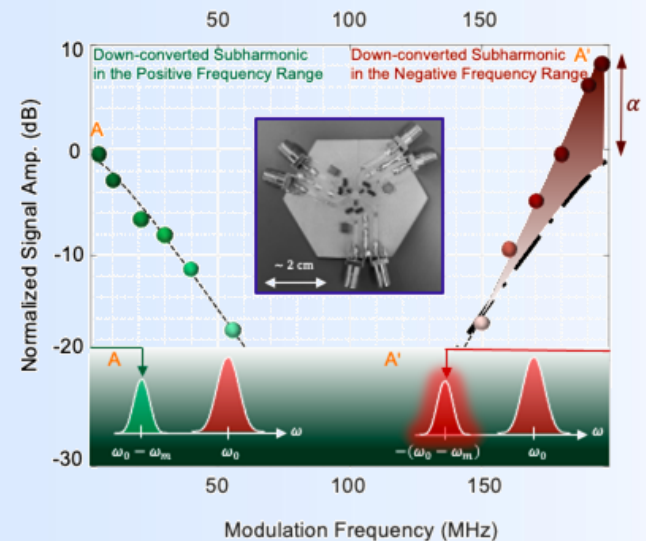 50 100 150
10
0
-10
-20
-30
Normalized Signal Amp. (dB)
Down-converted Subharmonic
in the Positive Frequency Range
Down-converted Subharmonic
in the Negative Frequency Range
A
A'
α
~ 2 cm
A
A'
ω
ω₀ − ωₘ
ω₀
ω
−(ω₀ − ωₘ)
ω₀
50 100 150
Modulation Frequency (MHz)